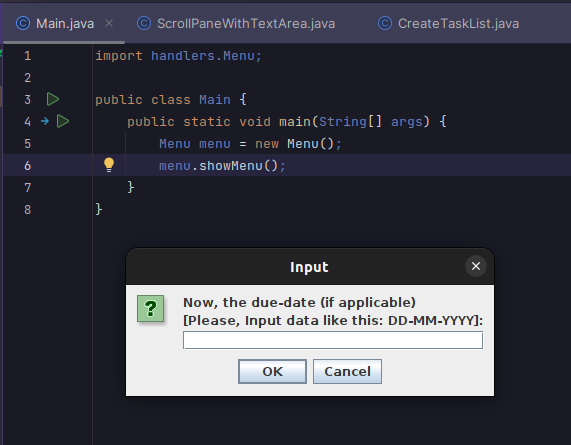 Main.java
ScrollPaneWithTextArea.java
CreateTaskList.java
1 import handlers.Menu;
2
3 public class Main {
4 public static void main(String[] args) {
5 Menu menu = new Menu();
6 menu.showMenu();
7 }
8 }
Input
Now, the due-date (if applicable)
[Please, Input data like this: DD-MM-YYYY]:
OK
Cancel